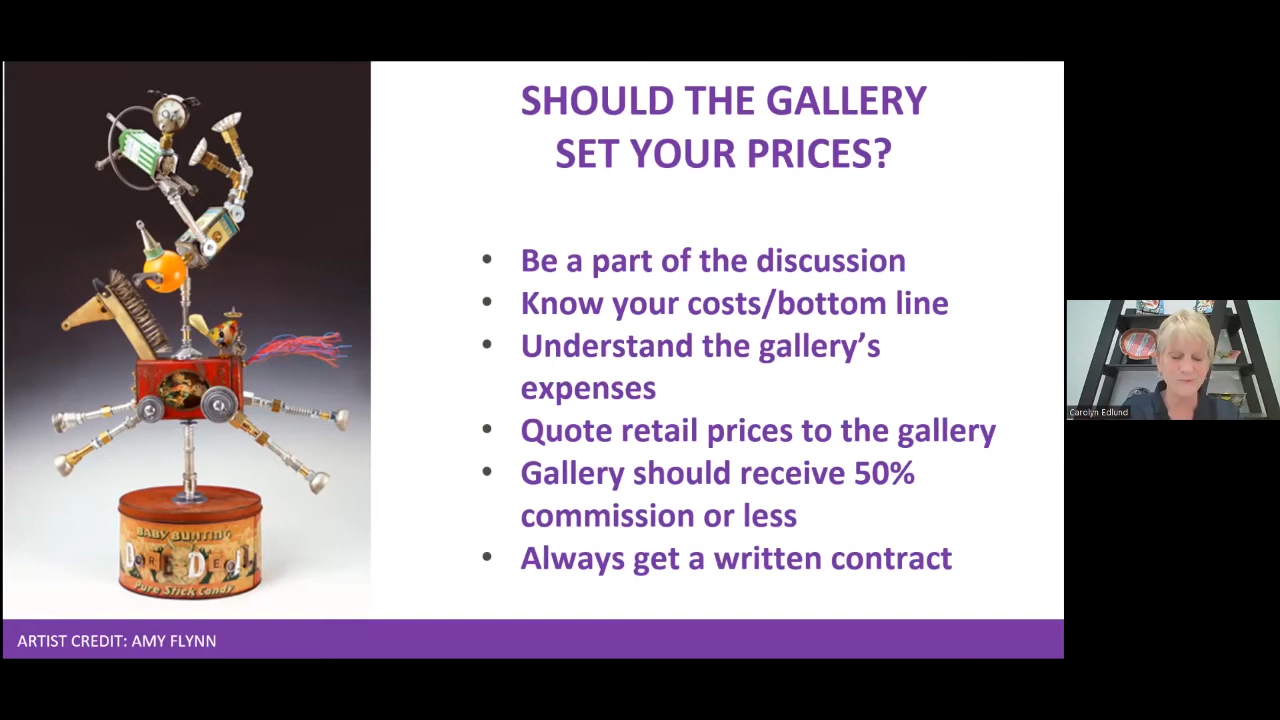 SHOULD THE GALLERY
SET YOUR PRICES?
• Be a part of the discussion
• Know your costs/bottom line
• Understand the gallery's
expenses
• Quote retail prices to the gallery
• Gallery should receive 50%
commission or less
• Always get a written contract
BABY BUNTING
Pure Stick Candy
ARTIST CREDIT: AMY FLYNN
Carolyn Edlund